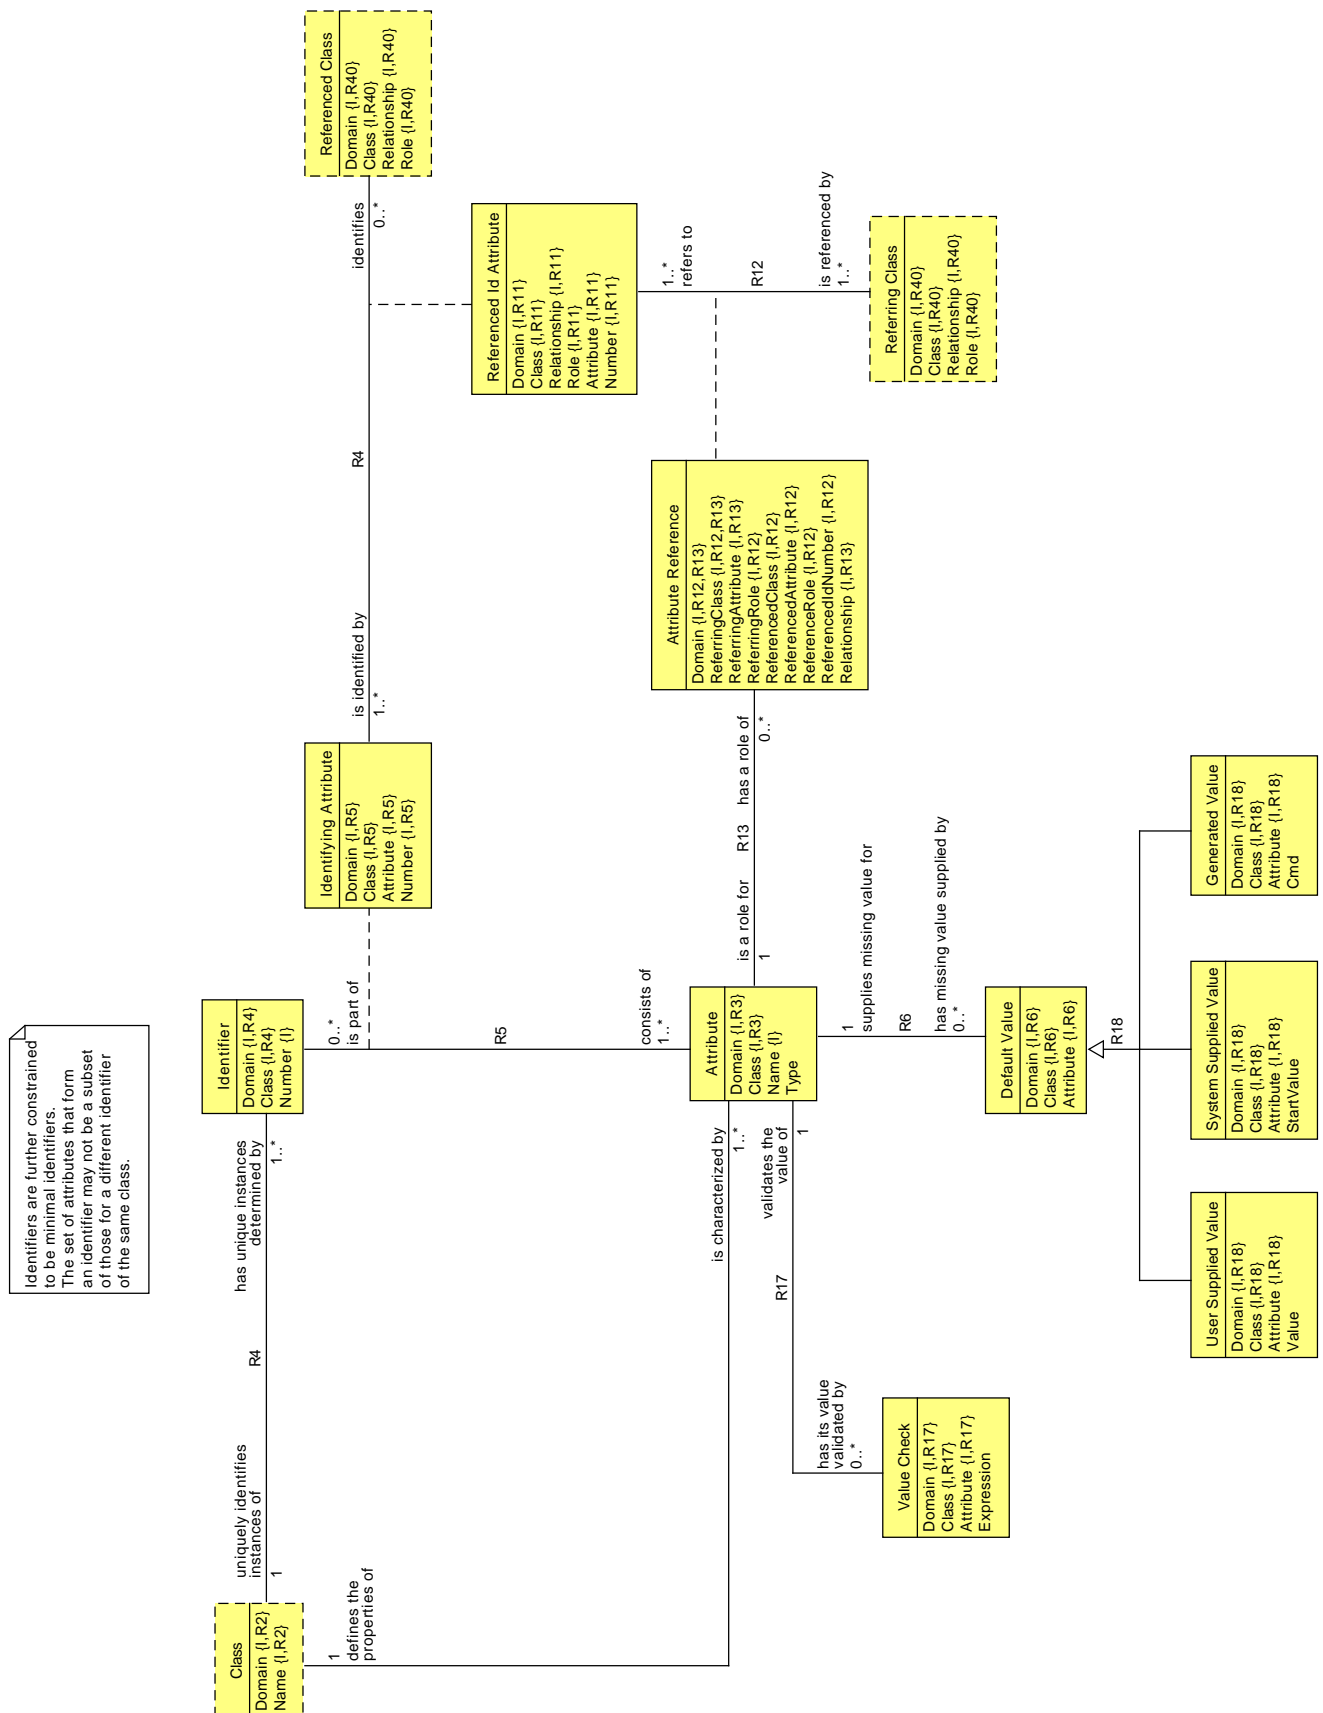 Identifiers are further constrained
to be minimal identifiers.
The set of attributes that form
an identifier may not be a subset
of those for a different identifier
of the same class.
Class
Domain {I,R2}
Name {I,R2}
uniquely identifies
instances of
1
R4
has unique instances
determined by
1..*
Identifier
Domain {I,R4}
Class {I,R4}
Number {I}
0..*
is part of
R5
consists of
1..*
Identifying Attribute
Domain {I,R5}
Class {I,R5}
Attribute {I,R5}
Number {I,R5}
is identified by
1..*
R4
identifies
0..*
Referenced Class
Domain {I,R40}
Class {I,R40}
Relationship {I,R40}
Role {I,R40}
Referenced Id Attribute
Domain {I,R11}
Class {I,R11}
Relationship {I,R11}
Role {I,R11}
Attribute {I,R11}
Number {I,R11}
1..*
refers to
R12
is referenced by
1..*
Referring Class
Domain {I,R40}
Class {I,R40}
Relationship {I,R40}
Role {I,R40}
Attribute Reference
Domain {I,R12,R13}
ReferringClass {I,R12,R13}
ReferringAttribute {I,R13}
ReferringRole {I,R12}
ReferencedClass {I,R12}
ReferencedAttribute {I,R12}
ReferenceRole {I,R12}
ReferencedIdNumber {I,R12}
Relationship {I,R13}
is a role for
1
R13
has a role of
0..*
1
defines the
properties of
is characterized by
1..*
Attribute
Domain {I,R3}
Class {I,R3}
Name {I}
Type
validates the
value of
1
R17
has its value
validated by
0..*
Value Check
Domain {I,R17}
Class {I,R17}
Attribute {I,R17}
Expression
1
supplies missing value for
R6
has missing value supplied by
0..*
Default Value
Domain {I,R6}
Class {I,R6}
Attribute {I,R6}
R18
User Supplied Value
Domain {I,R18}
Class {I,R18}
Attribute {I,R18}
Value
System Supplied Value
Domain {I,R18}
Class {I,R18}
Attribute {I,R18}
StartValue
Generated Value
Domain {I,R18}
Class {I,R18}
Attribute {I,R18}
Cmd